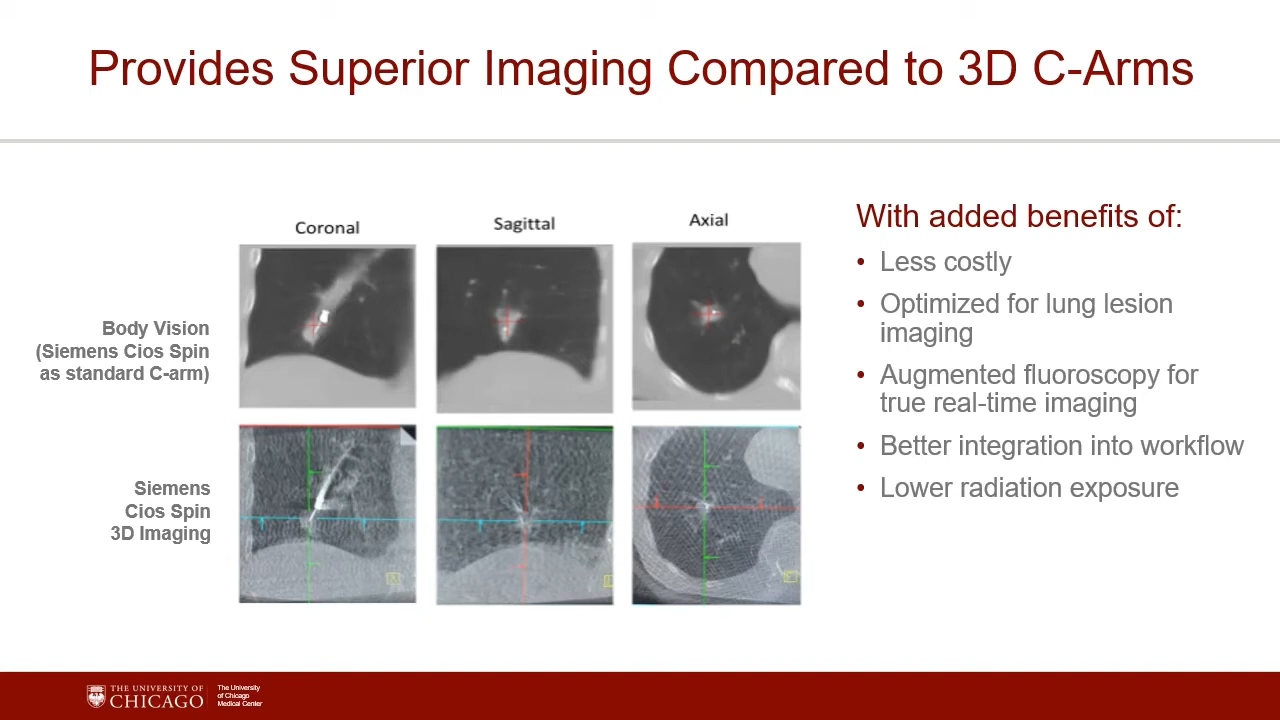 Provides Superior Imaging Compared to 3D C-Arms
Coronal
Sagittal
Axial
Body Vision
(Siemens Cios Spin
as standard C-arm)
Siemens
Cios Spin
3D Imaging
With added benefits of:
• Less costly
• Optimized for lung lesion
imaging
• Augmented fluoroscopy for
true real-time imaging
• Better integration into workflow
• Lower radiation exposure
THE UNIVERSITY OF
CHICAGO
The University
of Chicago
Medical Center